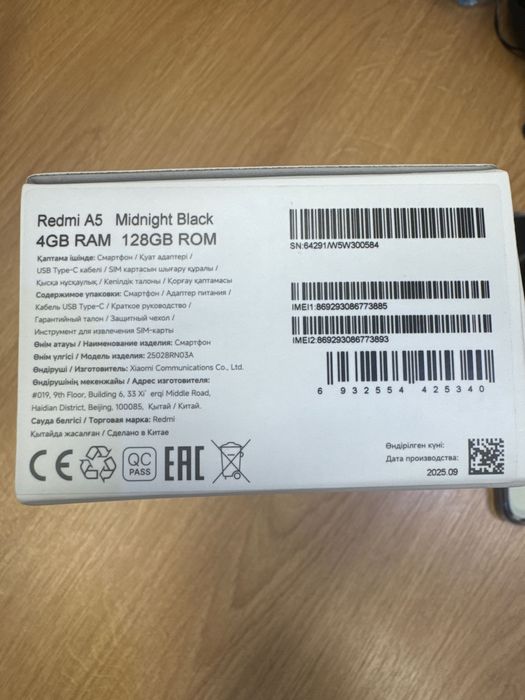 Redmi A5 Midnight Black
4GB RAM 128GB ROM
Қаптама ішінде: Смартфон / Қуат адаптері /
USB Type-C кабелі / SIM картасын шығару құралы /
Қысқа нұсқаулық / Кепілдік талоны / Қорғау қаптамасы
Содержимое упаковки: Смартфон / Адаптер питания /
Кабель USB Type-C / Краткое руководство /
Гарантийный талон / Защитный чехол /
Инструмент для извлечения SIM-карты
Өнім атауы / Наименование изделия: Смартфон
Өнім үлгісі / Модель изделия: 25028RN03A
Өндіруші / Изготовитель: Xiaomi Communications Co., Ltd.
Өндірушінің мекенжайы / Адрес изготовителя:
#019, 9th Floor, Building 6, 33 Xi'erqi Middle Road,
Haidian District, Beijing, 100085, Қытай / Китай.
Сауда белгісі / Торговая марка: Redmi
Қытайда жасалған / Сделано в Китае
CE
QC
PASS
EAC
SN:64291/W5W300584
IMEI1:869293086773885
IMEI2:869293086773893
6 932554 425340
Өндірілген күні:
Дата производства:
2025.09